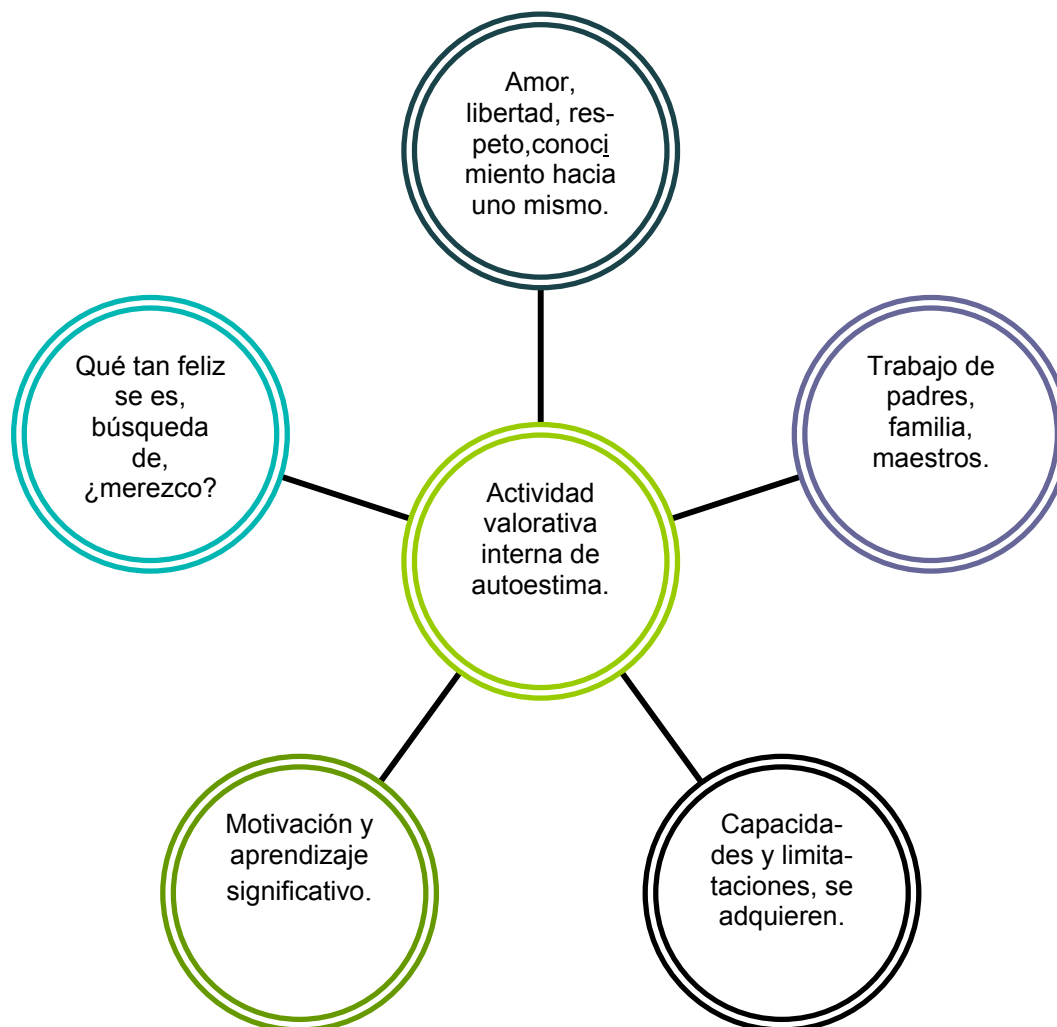 Amor,
libertad, res-
peto,conoci
miento hacia
uno mismo.
Qué tan feliz
se es,
búsqueda
de,
¿merezco?
Trabajo de
padres,
familia,
maestros.
Actividad
valorativa
interna de
autoestima.
Motivación y
aprendizaje
significativo.
Capacida-
des y limita-
taciones, se
adquieren.